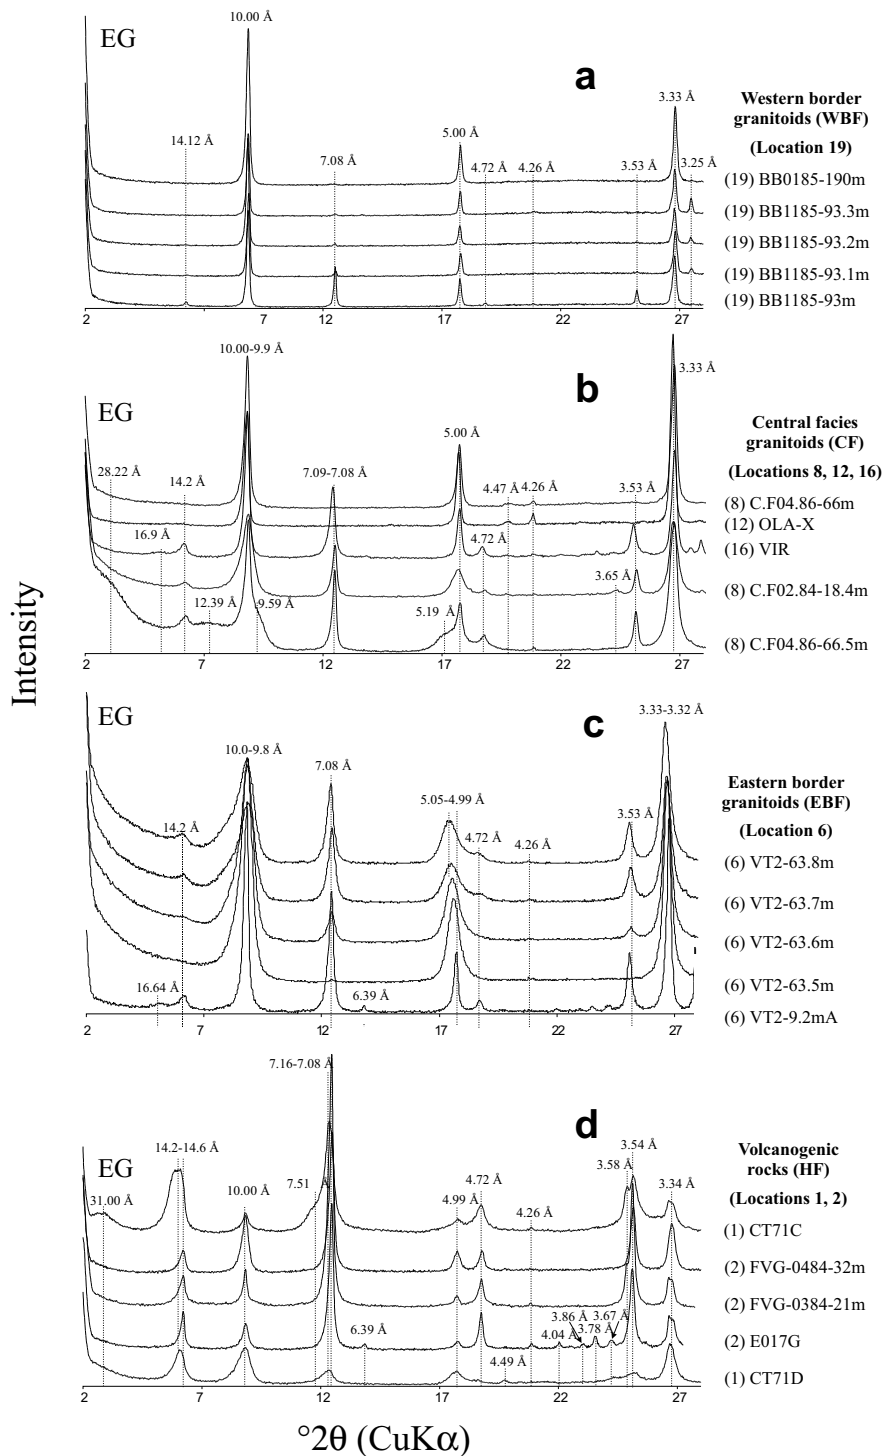 EG
10.00 Å
a
14.12 Å
7.08 Å
5.00 Å
4.72 Å
4.26 Å
3.53 Å
3.33 Å
3.25 Å
Western border
granitoids (WBF)
(Location 19)
(19) BB0185-190m
(19) BB1185-93.3m
(19) BB1185-93.2m
(19) BB1185-93.1m
(19) BB1185-93m
2 7 12 17 22 27
EG
10.00-9.9 Å
b
28.22 Å
14.2 Å
16.9 Å
12.39 Å
9.59 Å
7.09-7.08 Å
5.00 Å
5.19 Å
4.72 Å
4.47 Å
4.26 Å
3.65 Å
3.53 Å
3.33 Å
Central facies
granitoids (CF)
(Locations 8, 12, 16)
(8) C.F04.86-66m
(12) OLA-X
(16) VIR
(8) C.F02.84-18.4m
(8) C.F04.86-66.5m
2 7 12 17 22 27
Intensity
EG
10.0-9.8 Å
c
14.2 Å
16.64 Å
7.08 Å
6.39 Å
5.05-4.99 Å
4.72 Å
4.26 Å
3.53 Å
3.33-3.32 Å
Eastern border
granitoids (EBF)
(Location 6)
(6) VT2-63.8m
(6) VT2-63.7m
(6) VT2-63.6m
(6) VT2-63.5m
(6) VT2-9.2mA
2 7 12 17 22 27
EG
7.16-7.08 Å
d
31.00 Å
14.2-14.6 Å
10.00 Å
7.51 Å
6.39 Å
4.99 Å
4.72 Å
4.49 Å
4.26 Å
4.04 Å
3.86 Å
3.78 Å
3.67 Å
3.58 Å
3.54 Å
3.34 Å
Volcanogenic
rocks (HF)
(Locations 1, 2)
(1) CT71C
(2) FVG-0484-32m
(2) FVG-0384-21m
(2) E017G
(1) CT71D
2 7 12 17 22 27
°2θ (CuKα)